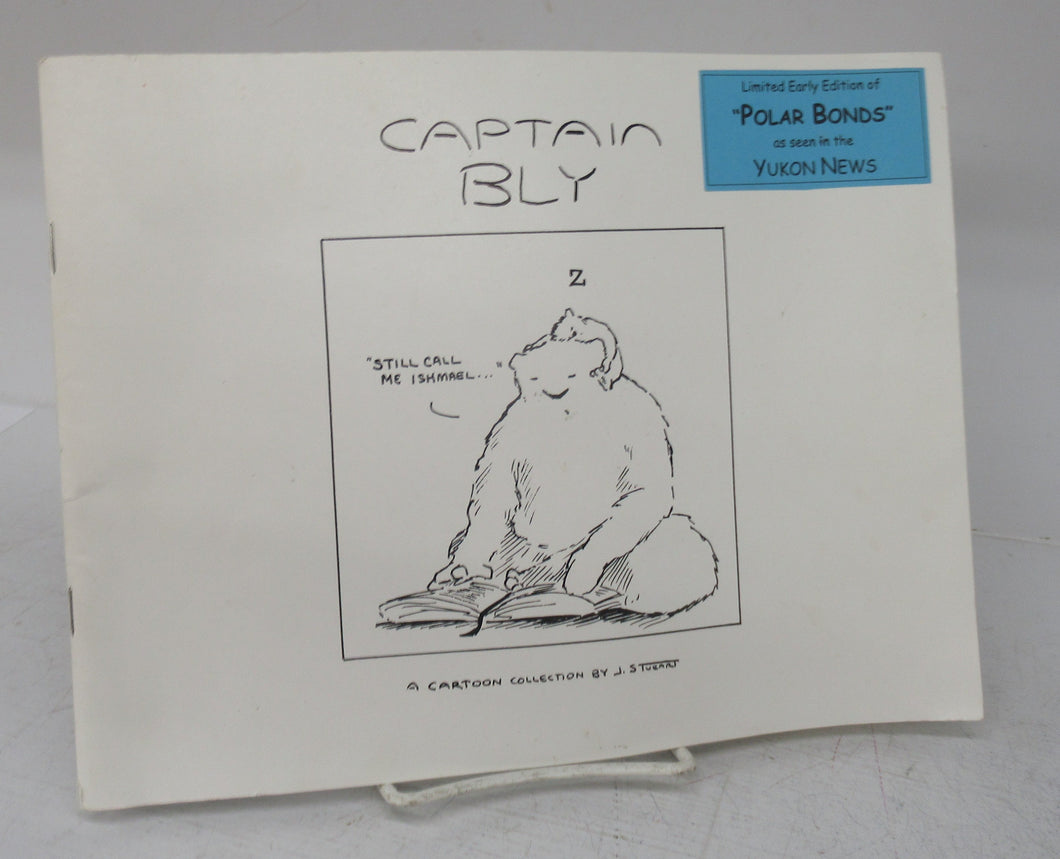 CAPTAIN
BLY
Limited Early Edition of
"POLAR BONDS"
as seen in the
YUKON NEWS
Z
"STILL CALL
ME ISHMAEL..."
A CARTOON COLLECTION BY J. STUEART